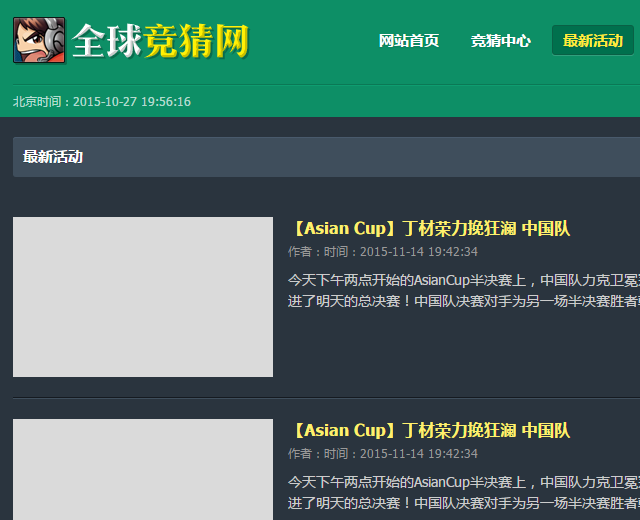 全球竞猜网
网站首页 竞猜中心 最新活动
北京时间：2015-10-27 19:56:16
最新活动
【Asian Cup】丁材荣力挽狂澜 中国队
作者：时间：2015-11-14 19:42:34
今天下午两点开始的AsianCup半决赛上，中国队力克卫冕
进了明天的总决赛！中国队决赛对手为另一场半决赛胜者
【Asian Cup】丁材荣力挽狂澜 中国队
作者：时间：2015-11-14 19:42:34
今天下午两点开始的AsianCup半决赛上，中国队力克卫冕
进了明天的总决赛！中国队决赛对手为另一场半决赛胜者